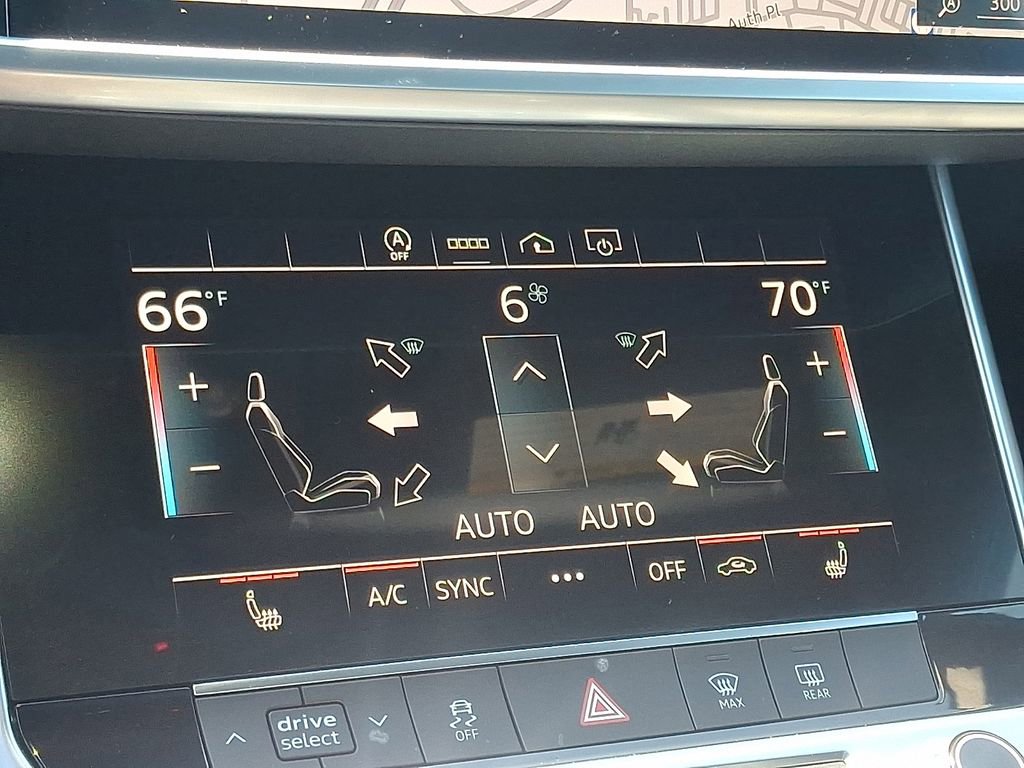 Auth Pl
300
A
A
OFF
66°F
6
70°F
AUTO AUTO
A/C SYNC ••• OFF
drive
select
OFF
MAX
REAR